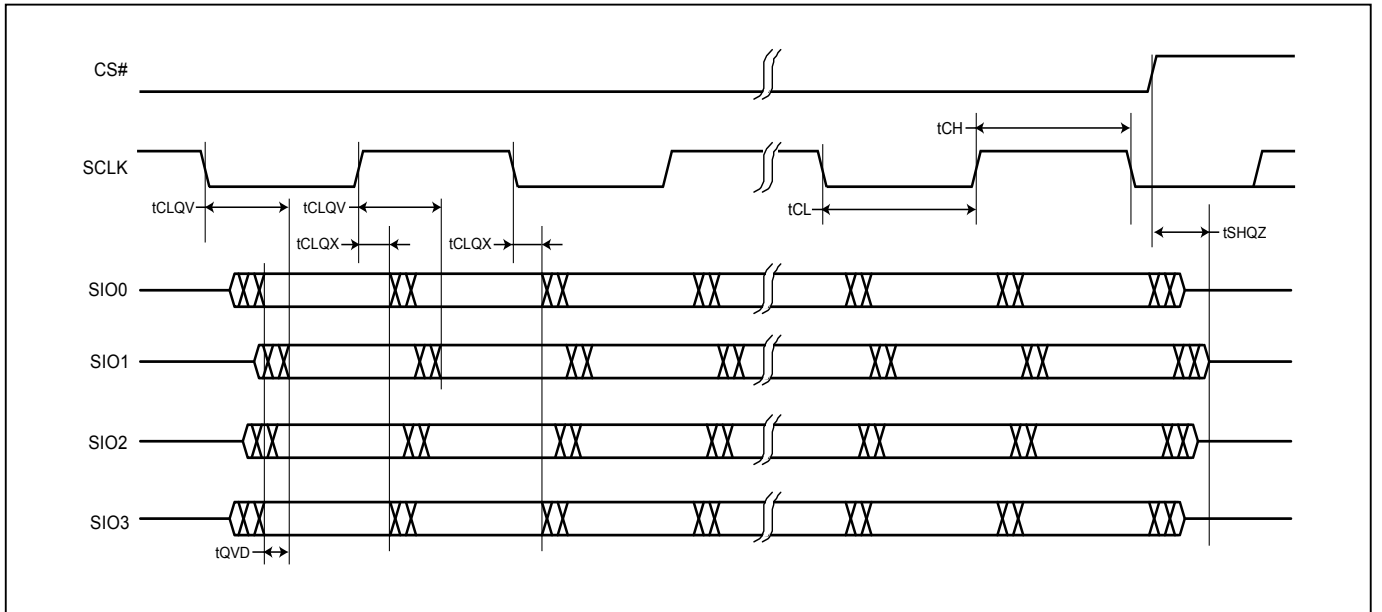 CS#
tCH
SCLK
tCLQV
tCLQV
tCL
tCLQX
tCLQX
tSHQZ
SIO0
SIO1
SIO2
SIO3
tQVD